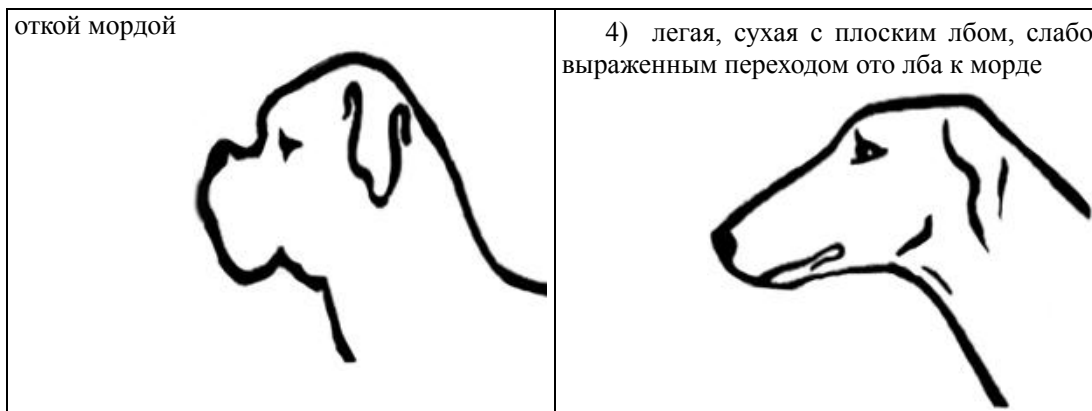 откой мордой
4) легая, сухая с плоским лбом, слабо
выраженным переходом ото лба к морде